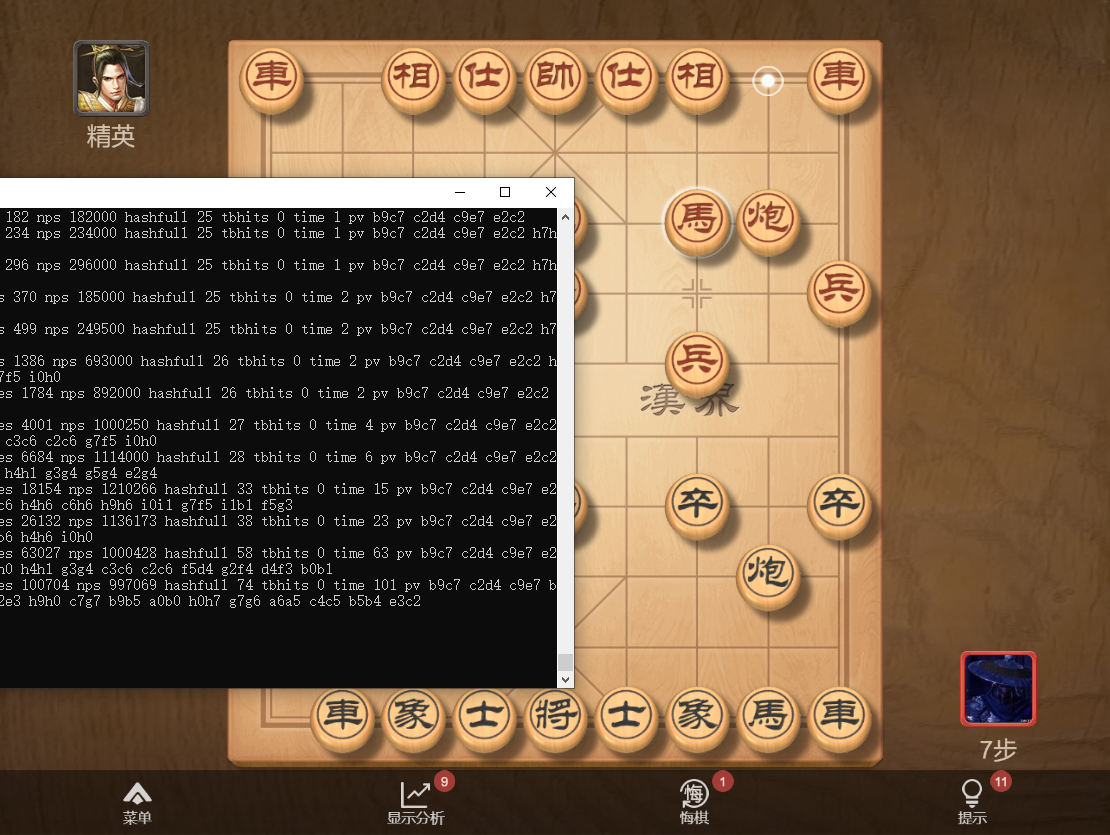 車 相 仕 帥 仕 相 車
精英
182 nps 182000 hashfull 25 tbhits 0 time 1 pv b9c7 c2d4 c9e7 e2c2
234 nps 234000 hashfull 25 tbhits 0 time 1 pv b9c7 c2d4 c9e7 e2c2 h7h
馬 炮
296 nps 296000 hashfull 25 tbhits 0 time 1 pv b9c7 c2d4 c9e7 e2c2 h7h
s 370 nps 185000 hashfull 25 tbhits 0 time 2 pv b9c7 c2d4 c9e7 e2c2 h7
兵
s 499 nps 249500 hashfull 25 tbhits 0 time 2 pv b9c7 c2d4 c9e7 e2c2 h7
s 1386 nps 693000 hashfull 26 tbhits 0 time 2 pv b9c7 c2d4 c9e7 e2c2 h
7f5 i0h0
兵
es 1784 nps 892000 hashfull 26 tbhits 0 time 2 pv b9c7 c2d4 c9e7 e2c2
漢界
es 4001 nps 1000250 hashfull 27 tbhits 0 time 4 pv b9c7 c2d4 c9e7 e2c2
c3c6 c2c6 g7f5 i0h0
es 6684 nps 1114000 hashfull 28 tbhits 0 time 6 pv b9c7 c2d4 c9e7 e2c2
h4h1 g3g4 g5g4 e2g4
es 18154 nps 1210266 hashfull 33 tbhits 0 time 15 pv b9c7 c2d4 c9e7 e2
c6 h4h6 c6h6 h9h6 i0i1 g7f5 i1b1 f5g3
卒 卒
es 26132 nps 1136173 hashfull 38 tbhits 0 time 23 pv b9c7 c2d4 c9e7 e2
b6 h4h6 i0h0
es 63027 nps 1000428 hashfull 58 tbhits 0 time 63 pv b9c7 c2d4 c9e7 e2
h0 h4h1 g3g4 c3c6 c2c6 f5d4 g2f4 d4f3 b0b1
炮
es 100704 nps 997069 hashfull 74 tbhits 0 time 101 pv b9c7 c2d4 c9e7 b
2e3 h9h0 c7g7 b9b5 a0b0 h0h7 g7g6 a6a5 c4c5 b5b4 e3c2
車 象 士 將 士 象 馬 車
7步
9 1 11
悔
菜单 显示分析 悔棋 提示